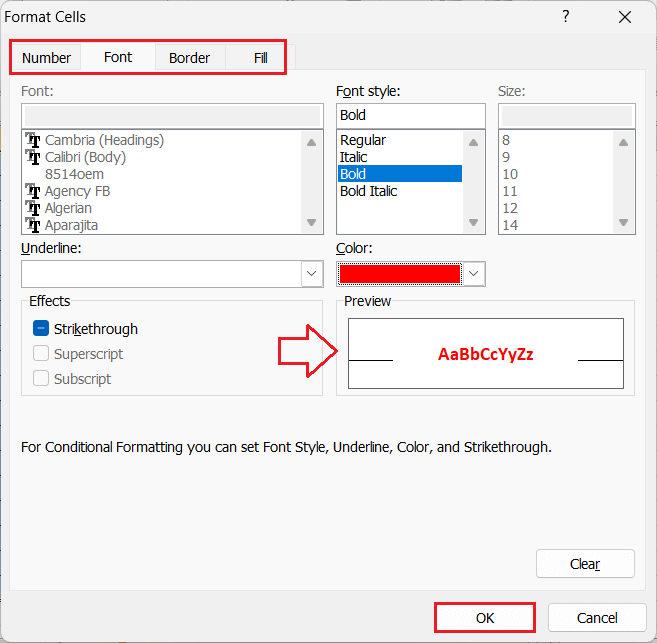 Format Cells ?
Number Font Border Fill
Font: Font style: Size:
Bold
Cambria (Headings) Regular 8
Calibri (Body) Italic 9
8514oem Bold 10
Agency FB Bold Italic 11
Algerian 12
Aparajita 14
Underline: Color:
Effects Preview
Strikethrough
Superscript AaBbCcYyZz
Subscript
For Conditional Formatting you can set Font Style, Underline, Color, and Strikethrough.
Clear
OK Cancel